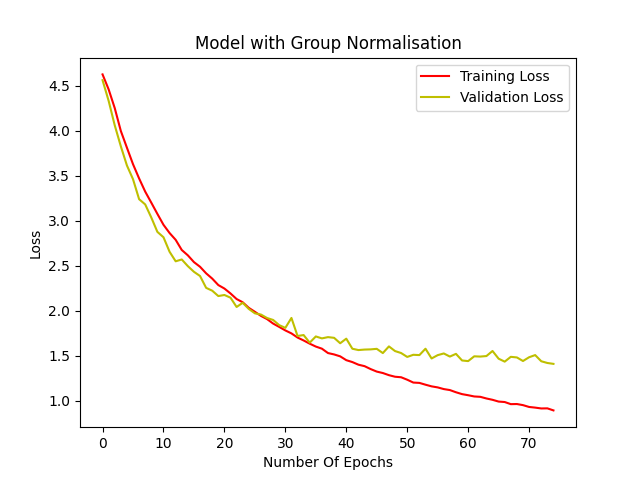 Model with Group Normalisation
Training Loss
Validation Loss
4.5
4.0
3.5
3.0
2.5
2.0
1.5
1.0
Loss
0 10 20 30 40 50 60 70
Number Of Epochs